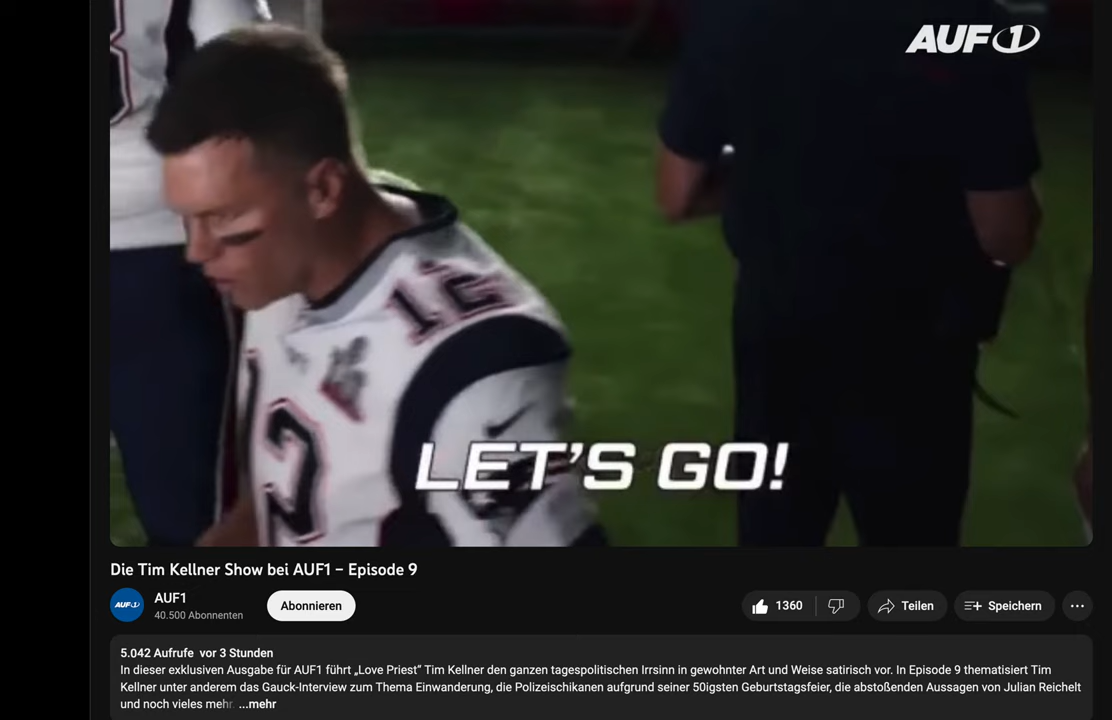 AUF1
12
2
LET'S GO!
Die Tim Kellner Show bei AUF1 – Episode 9
AUF1
AUF1
40.500 Abonnenten
Abonnieren
1360
Teilen
Speichern
5.042 Aufrufe vor 3 Stunden
In dieser exklusiven Ausgabe für AUF1 führt „Love Priest" Tim Kellner den ganzen tagespolitischen Irrsinn in gewohnter Art und Weise satirisch vor. In Episode 9 thematisiert Tim
Kellner unter anderem das Gauck-Interview zum Thema Einwanderung, die Polizeischikanen aufgrund seiner 50igsten Geburtstagsfeier, die abstoßenden Aussagen von Julian Reichelt
und noch vieles mehr. ...mehr